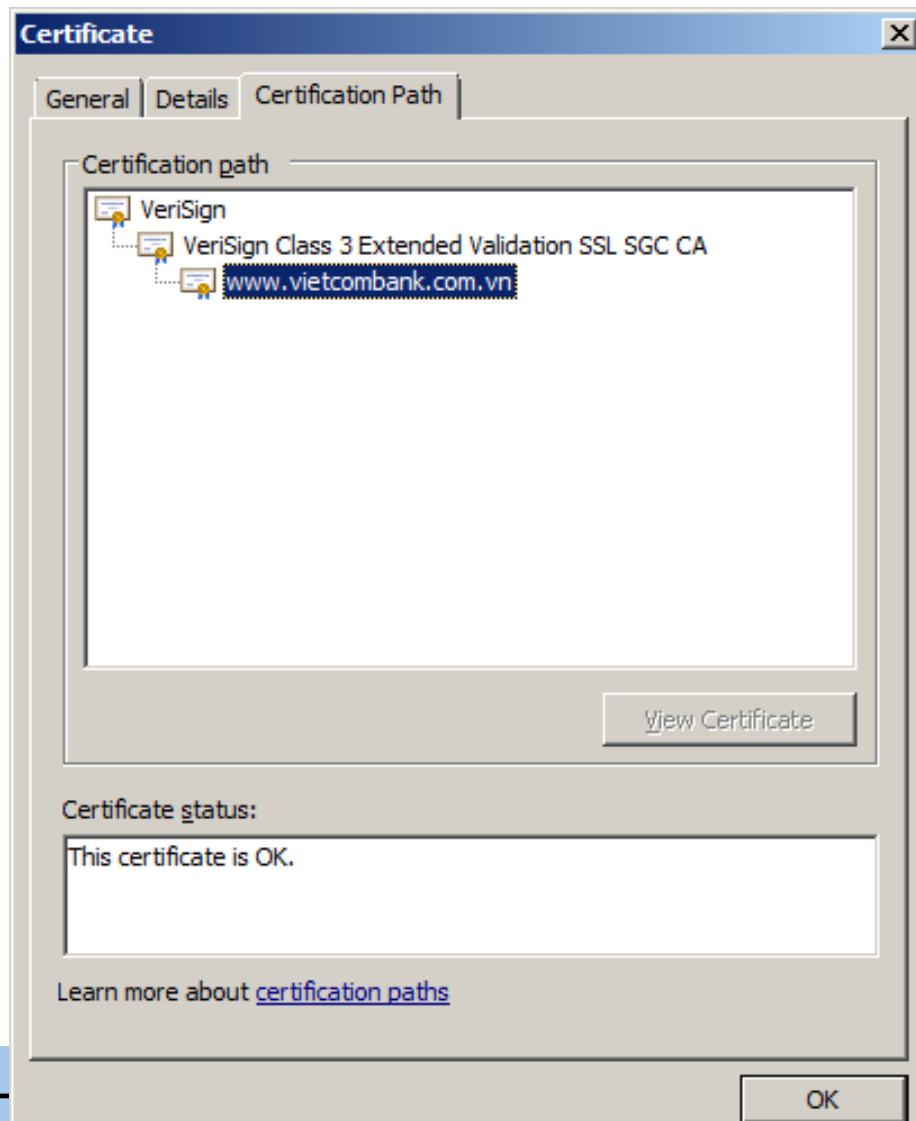 Certificate
General
Details
Certification Path
Certification path
VeriSign
VeriSign Class 3 Extended Validation SSL SGC CA
www.vietcombank.com.vn
View Certificate
Certificate status:
This certificate is OK.
Learn more about certification paths
OK